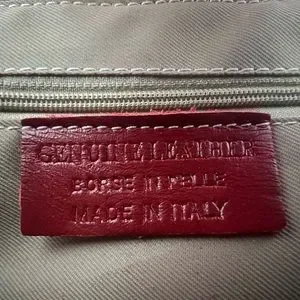 GENUINE LEATHER
BORSE IN PELLE
MADE IN ITALY